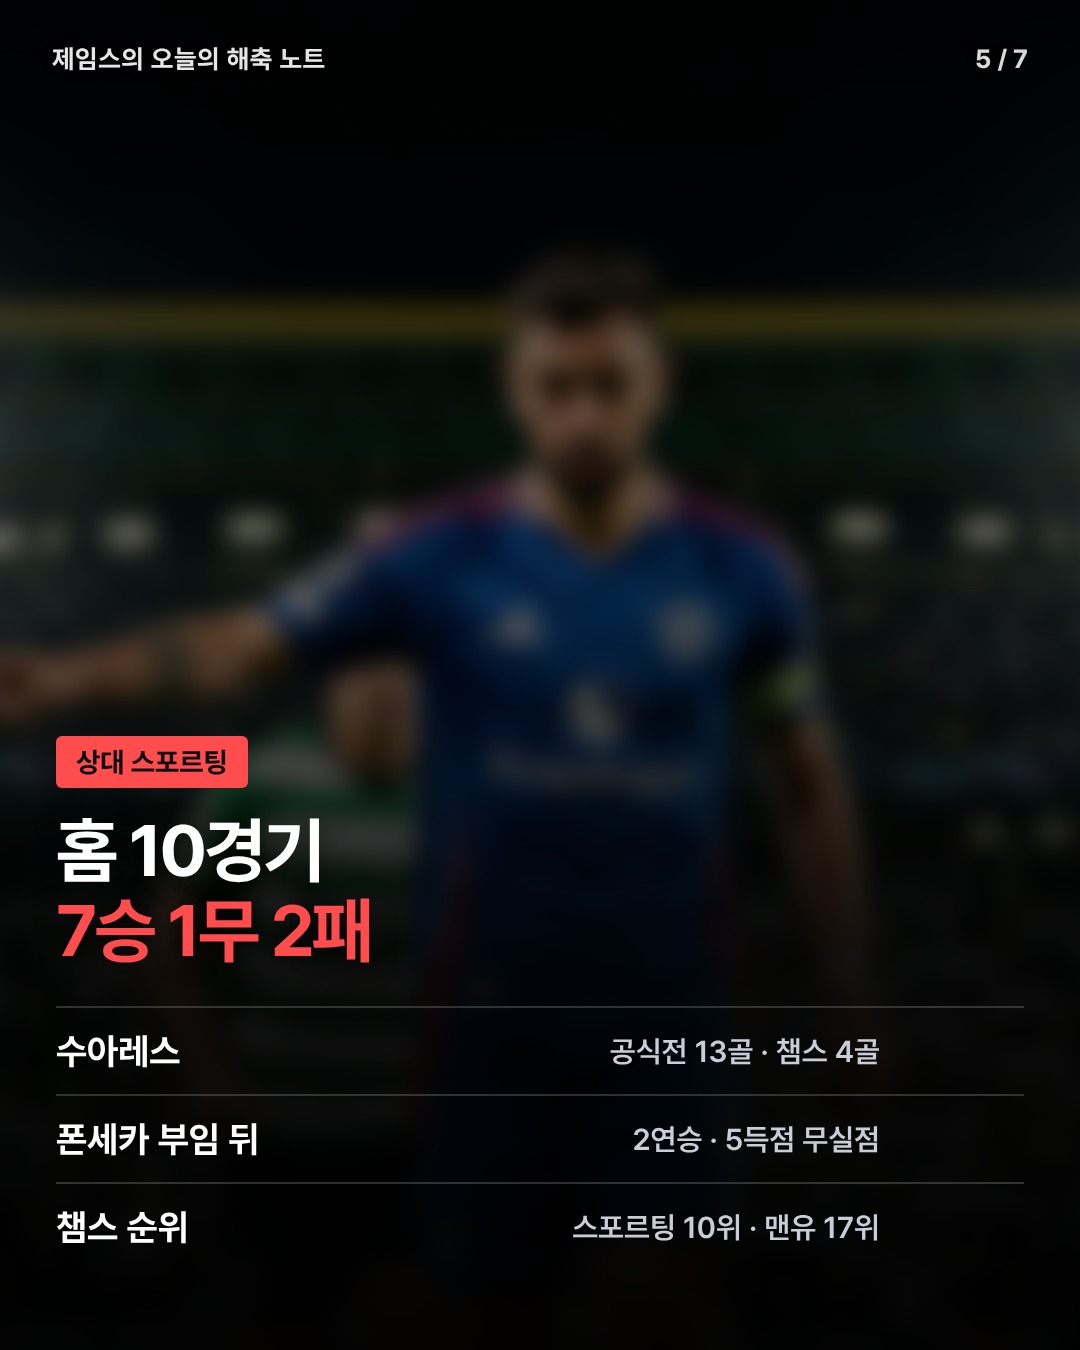 제임스의 오늘의 해축 노트
5 / 7
상대 스포르팅
홈 10경기
7승 1무 2패
수아레스 공식전 13골 · 챔스 4골
폰세카 부임 뒤 2연승 · 5득점 무실점
챔스 순위 스포르팅 10위 · 맨유 17위